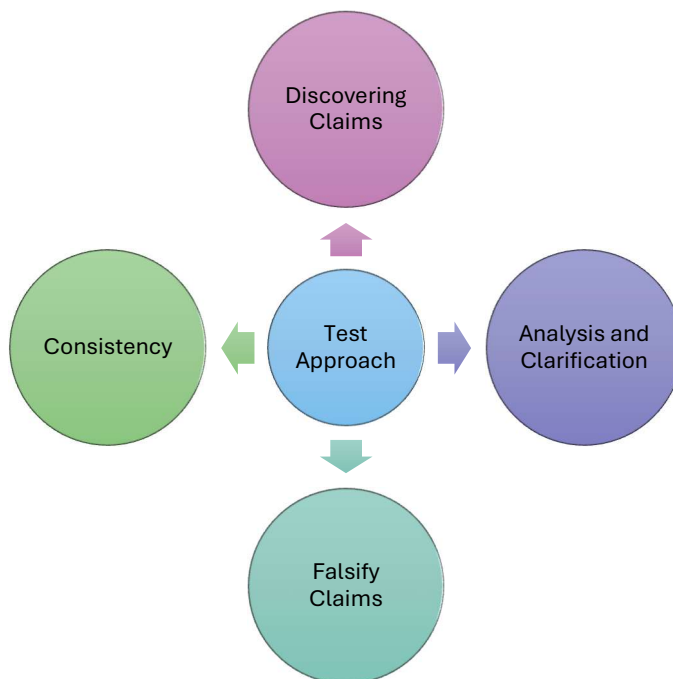 Discovering
Claims
Consistency
Test
Approach
Analysis and
Clarification
Falsify
Claims